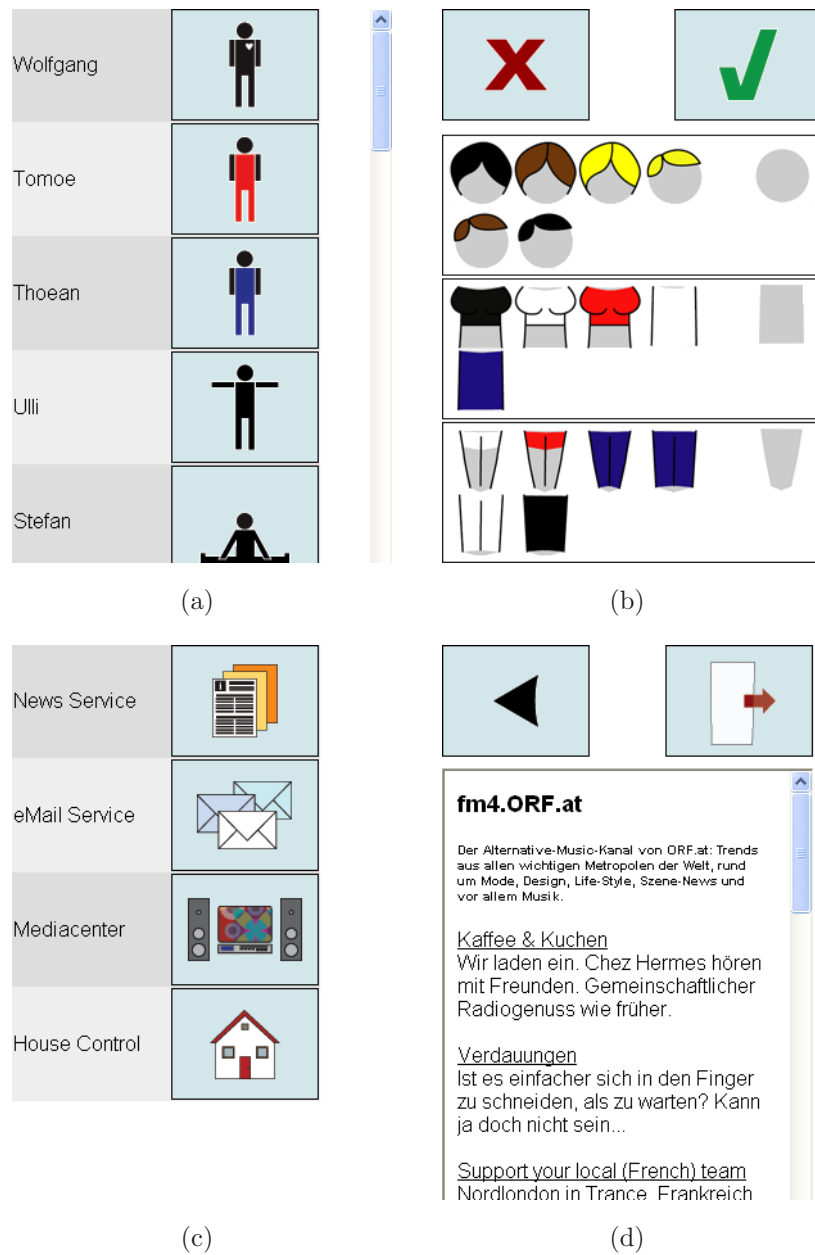 Wolfgang
Tomoe
Thoean
Ulli
Stefan
(a)
(b)
News Service
eMail Service
Mediacenter
House Control
(c)
fm4.ORF.at
Der Alternative-Music-Kanal von ORF.at: Trends
aus allen wichtigen Metropolen der Welt, rund
um Mode, Design, Life-Style, Szene-News und
vor allem Musik.
Kaffee & Kuchen
Wir laden ein. Chez Hermes hören
mit Freunden. Gemeinschaftlicher
Radiogenuss wie früher.
Verdauungen
Ist es einfacher sich in den Finger
zu schneiden, als zu warten? Kann
ja doch nicht sein...
Support your local (French) team
Nordlondon in Trance. Frankreich
(d)